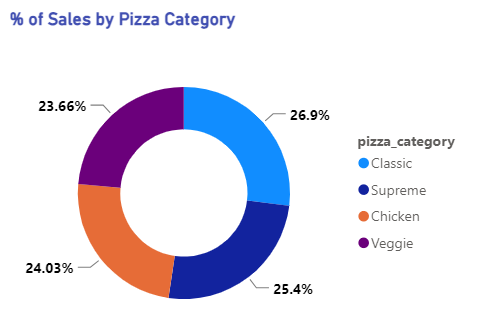 % of Sales by Pizza Category
23.66%
26.9%
pizza_category
Classic
Supreme
Chicken
Veggie
24.03%
25.4%